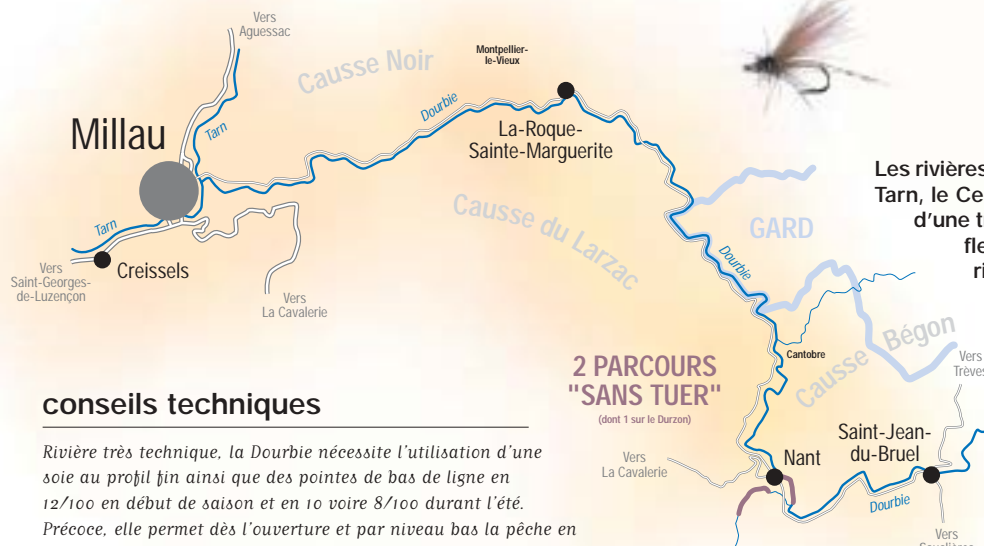 Vers
Aguessac
Causse Noir
Montpellier-
le-Vieux
Millau
Tarn
Dourbie
La-Roque-
Sainte-Marguerite
Les rivières
Tarn, le Ce
d'une t
fle
ri
Causse du Larzac
GARD
Tarn
Creissels
Vers
Saint-Georges-
de-Luzençon
Vers
La Cavalerie
Dourbie
Cantobre
Causse Bégon
Vers
Trèves
2 PARCOURS
"SANS TUER"
(dont 1 sur le Durzon)
conseils techniques
Rivière très technique, la Dourbie nécessite l'utilisation d'une
soie au profil fin ainsi que des pointes de bas de ligne en
12/100 en début de saison et en 10 voire 8/100 durant l'été.
Précoce, elle permet dès l'ouverture et par niveau bas la pêche en
Vers
La Cavalerie
Nant
Saint-Jean-
du-Bruel
Dourbie
Vers